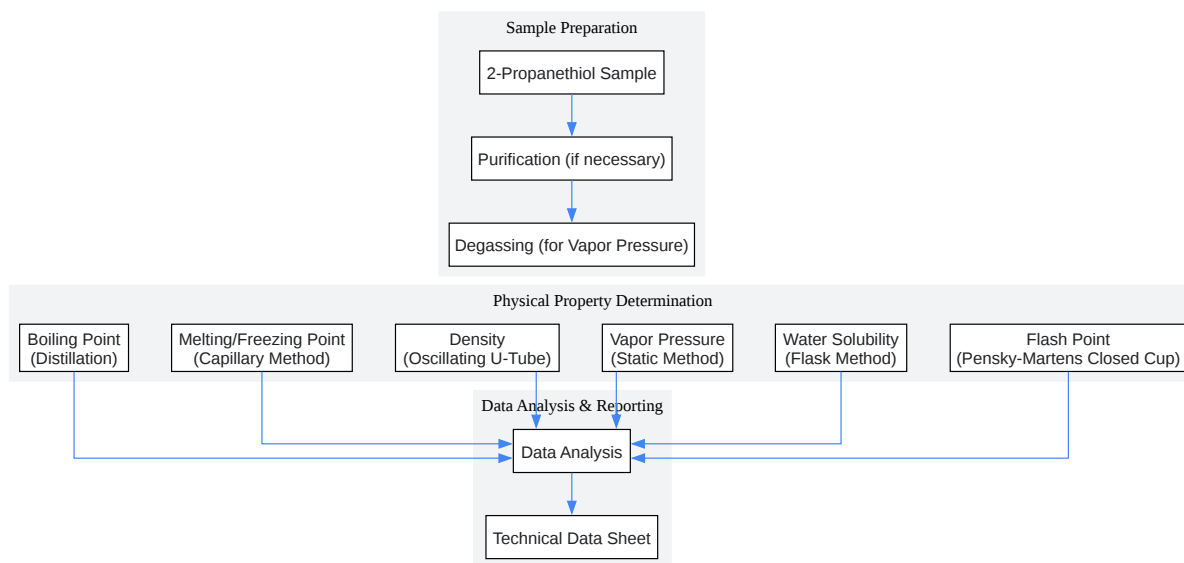 Sample Preparation
2-Propanethiol Sample
Purification (if necessary)
Degassing (for Vapor Pressure)
Physical Property Determination
Boiling Point
(Distillation)
Melting/Freezing Point
(Capillary Method)
Density
(Oscillating U-Tube)
Vapor Pressure
(Static Method)
Water Solubility
(Flask Method)
Flash Point
(Pensky-Martens Closed Cup)
Data Analysis & Reporting
Data Analysis
Technical Data Sheet